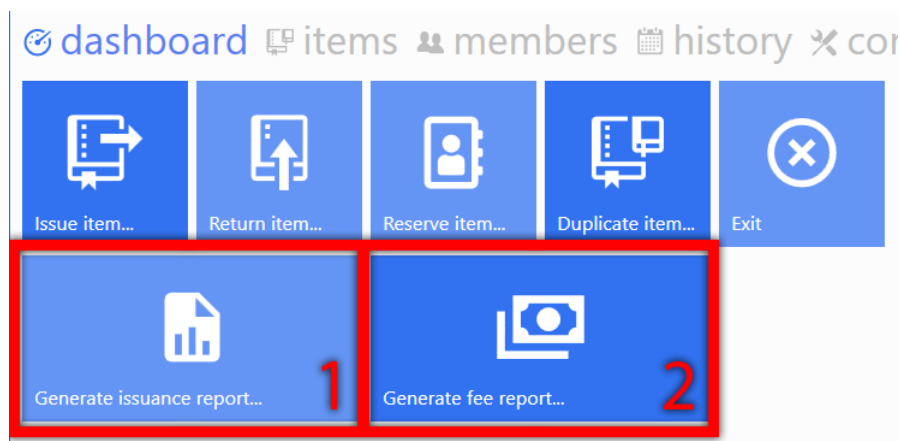 dashboard items members history
Issue item... Return item... Reserve item... Duplicate item... Exit
Generate issuance report... 1 Generate fee report... 2